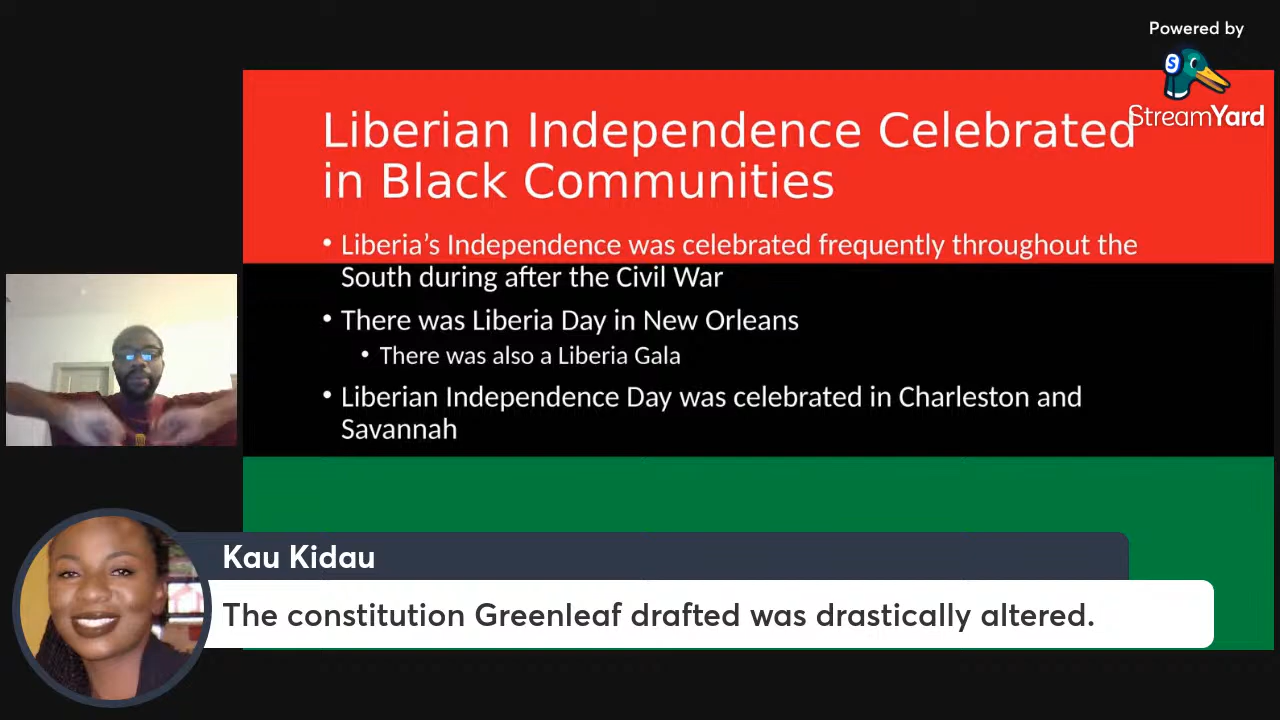 Powered by
StreamYard
Liberian Independence Celebrated
in Black Communities
• Liberia’s Independence was celebrated frequently throughout the
South during after the Civil War
• There was Liberia Day in New Orleans
• There was also a Liberia Gala
• Liberian Independence Day was celebrated in Charleston and
Savannah
Kau Kidau
The constitution Greenleaf drafted was drastically altered.